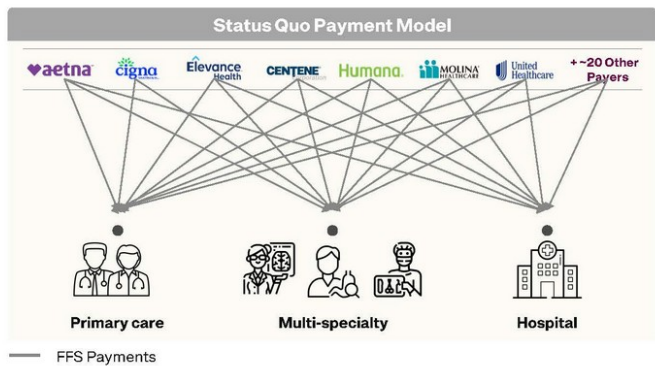 Status Quo Payment Model
aetna
cigna
Elevance
Health
CENTENE
Humana
MOLINA
HEALTHCARE
United
Healthcare
+ ~20 Other
Payers
Primary care
Multi-specialty
Hospital
FFS Payments